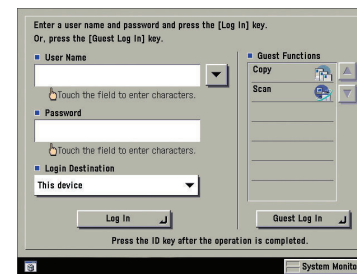 Enter a user name and password and press the [Log In] key.
Or, press the [Guest Log In] key.
User Name
Touch the field to enter characters.
Password
Touch the field to enter characters.
Login Destination
This device
Log In
Guest Functions
Copy
Scan
Guest Log In
Press the ID key after the operation is completed.
System Monito